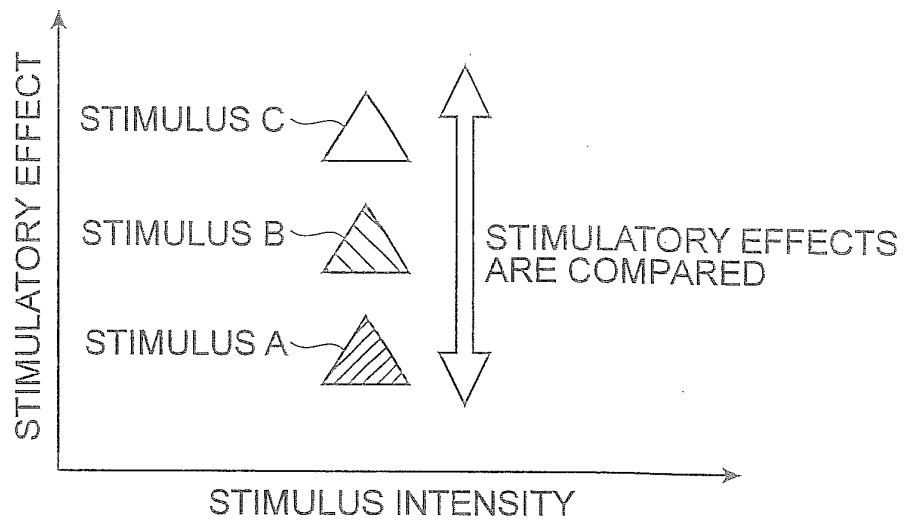 STIMULATORY EFFECT
STIMULUS C
STIMULUS B
STIMULUS A
STIMULATORY EFFECTS
ARE COMPARED
STIMULUS INTENSITY